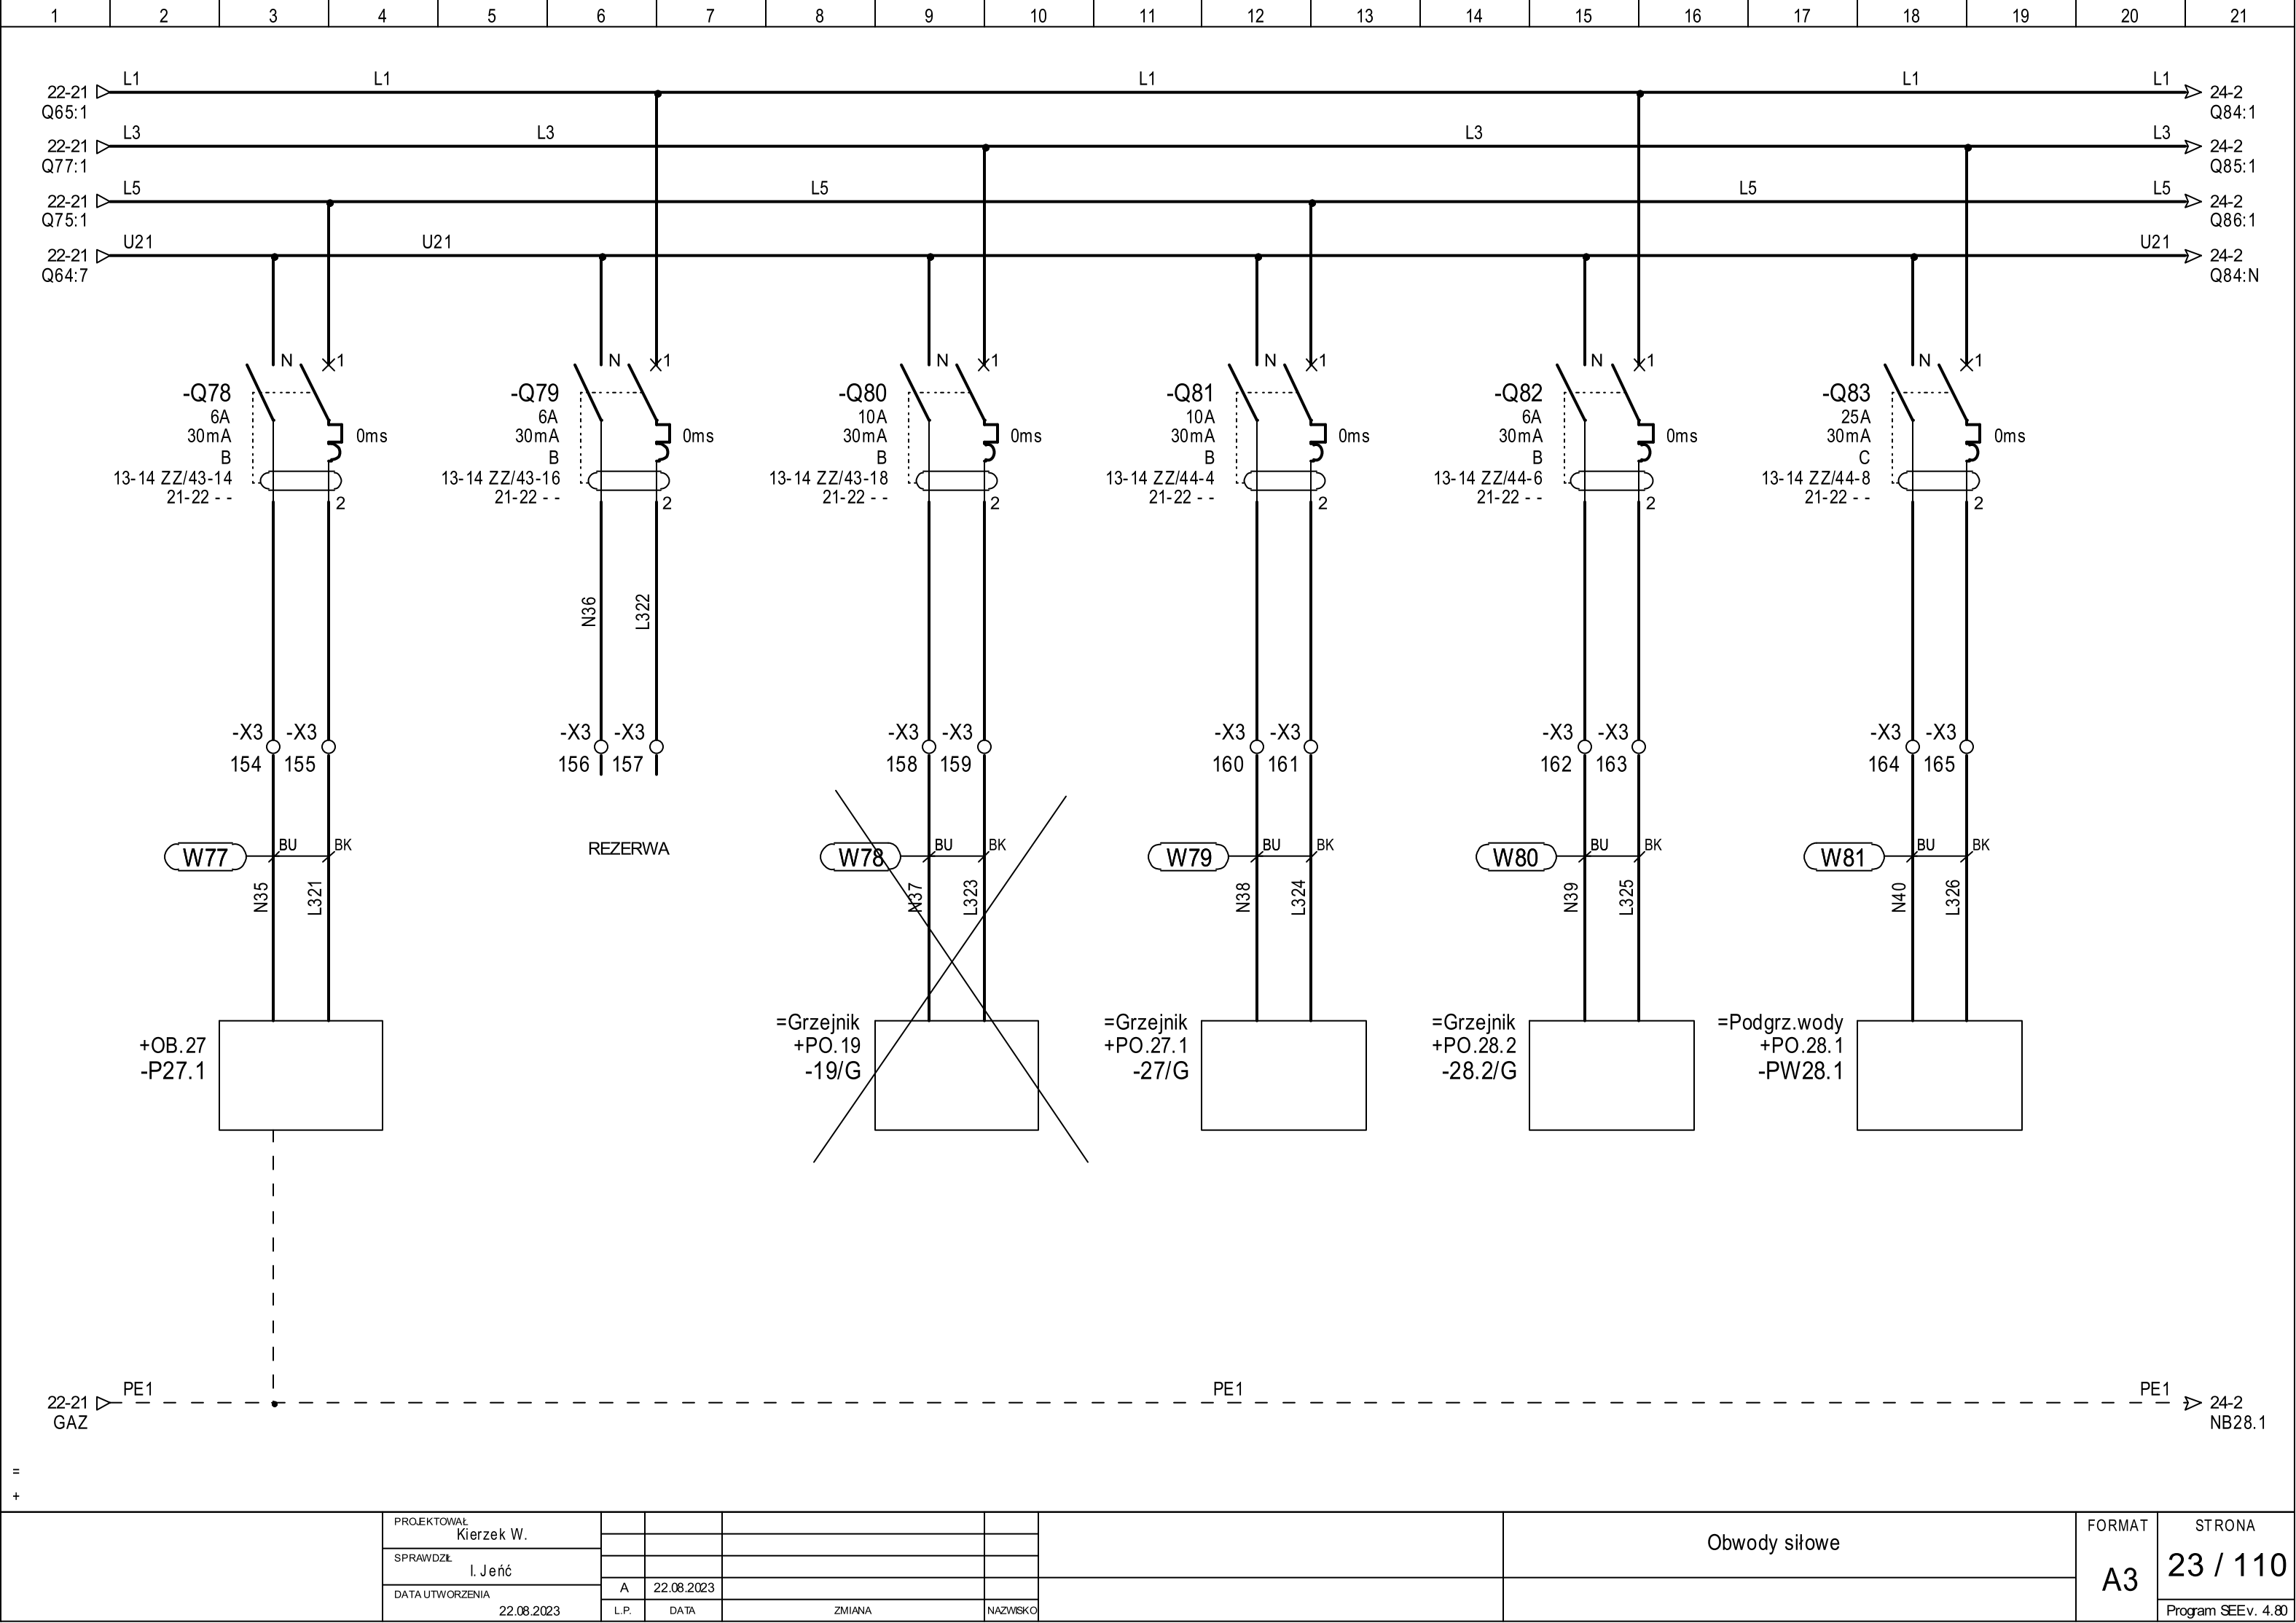 1 2 3 4 5 6 7 8 9 10 11 12 13 14 15 16 17 18 19 20 21
L1 L1 L1 L1 L1
22-21 24-2
Q65:1 Q84:1
L3 L3 L3 L3
22-21 24-2
Q77:1 Q85:1
L5 L5 L5 L5
22-21 24-2
Q75:1 Q86:1
U21 U21 U21
22-21 24-2
Q64:7 Q84:N
N 1 N 1 N 1 N 1 N 1 N 1
-Q78 -Q79 -Q80 -Q81 -Q82 -Q83
6A 6A 10A 10A 6A 25A
30mA 0ms 30mA 0ms 30mA 0ms 30mA 0ms 30mA 0ms 30mA 0ms
B B B B B C
13-14 ZZ/43-14 13-14 ZZ/43-16 13-14 ZZ/43-18 13-14 ZZ/44-4 13-14 ZZ/44-6 13-14 ZZ/44-8
21-22 - - 21-22 - - 21-22 - - 21-22 - - 21-22 - - 21-22 - -
2 2 2 2 2 2
N36 L322
-X3 -X3 -X3 -X3 -X3 -X3 -X3 -X3 -X3 -X3 -X3 -X3
154 155 156 157 158 159 160 161 162 163 164 165
BU BK BU BK BU BK BU BK BU BK
W77 REZERWA W78 W79 W80 W81
N35 L321 N37 L323 N38 L324 N39 L325 N40 L326
=Grzejnik =Grzejnik =Grzejnik =Podgrz.wody
+OB.27 +PO.19 +PO.27.1 +PO.28.2 +PO.28.1
-P27.1 -19/G -27/G -28.2/G -PW28.1
PE1 PE1 PE1
22-21 24-2
GAZ NB28.1
=
+
PROJEKTOWAŁ
Kierzek W.
SPRAWDZIŁ
I. Jeńć
DATA UTWORZENIA
22.08.2023
A 22.08.2023
L.P. DATA ZMIANA NAZWISKO
Obwody siłowe
FORMAT
A3
STRONA
23 / 110
Program SEE v. 4.80